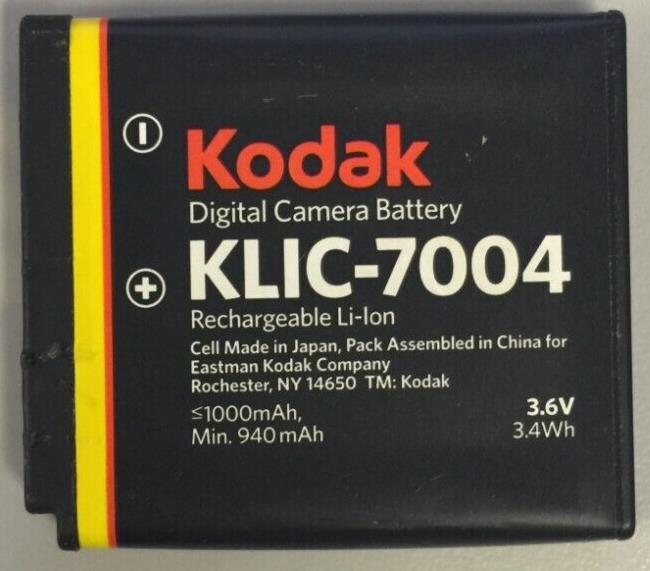 Kodak
Digital Camera Battery
KLIC-7004
Rechargeable Li-Ion
Cell Made in Japan, Pack Assembled in China for
Eastman Kodak Company
Rochester, NY 14650 TM: Kodak
≤1000mAh, 3.6V
Min. 940 mAh 3.4Wh